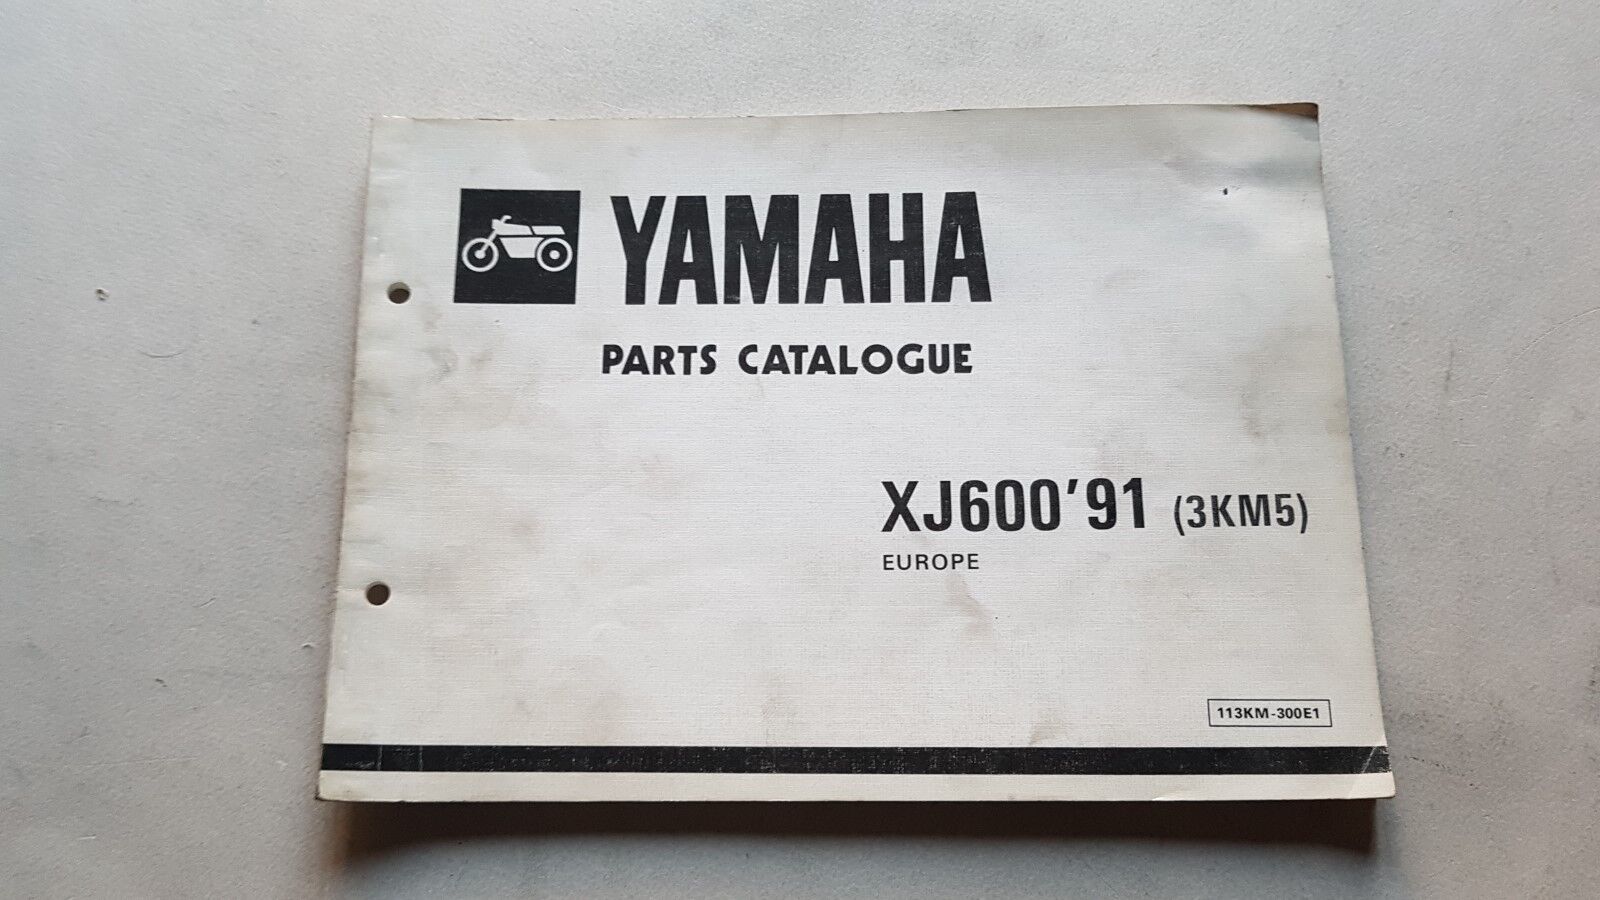 YAMAHA
PARTS CATALOGUE
XJ600'91 (3KM5)
EUROPE
113KM-300E1